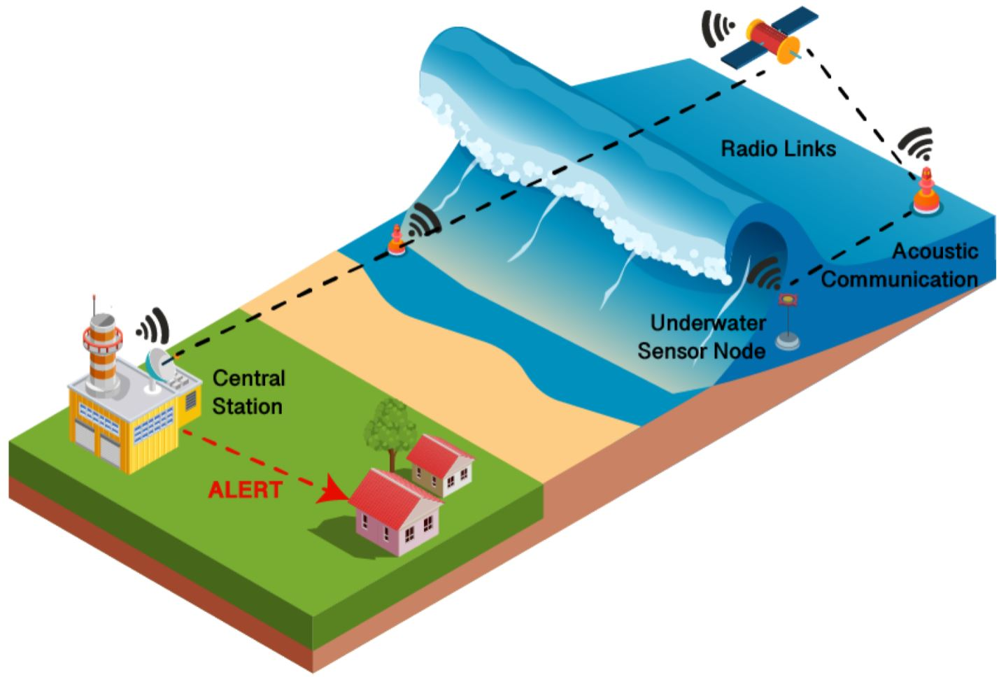 Radio Links
Acoustic
Communication
Underwater
Sensor Node
Central
Station
ALERT